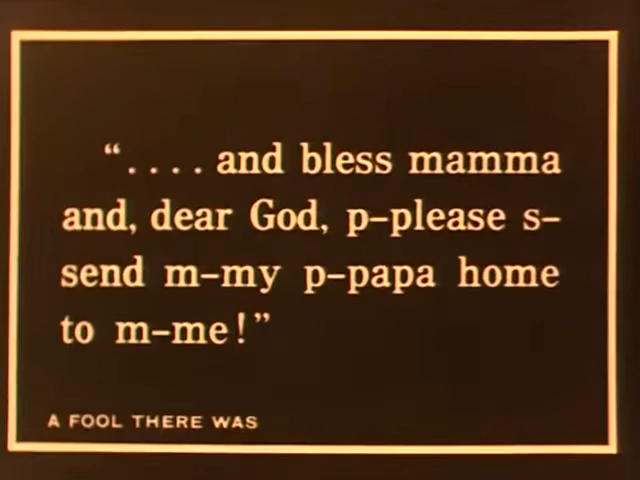 “. . . . and bless mamma
and, dear God, p–please s–
send m–my p–papa home
to m–me!”
A FOOL THERE WAS